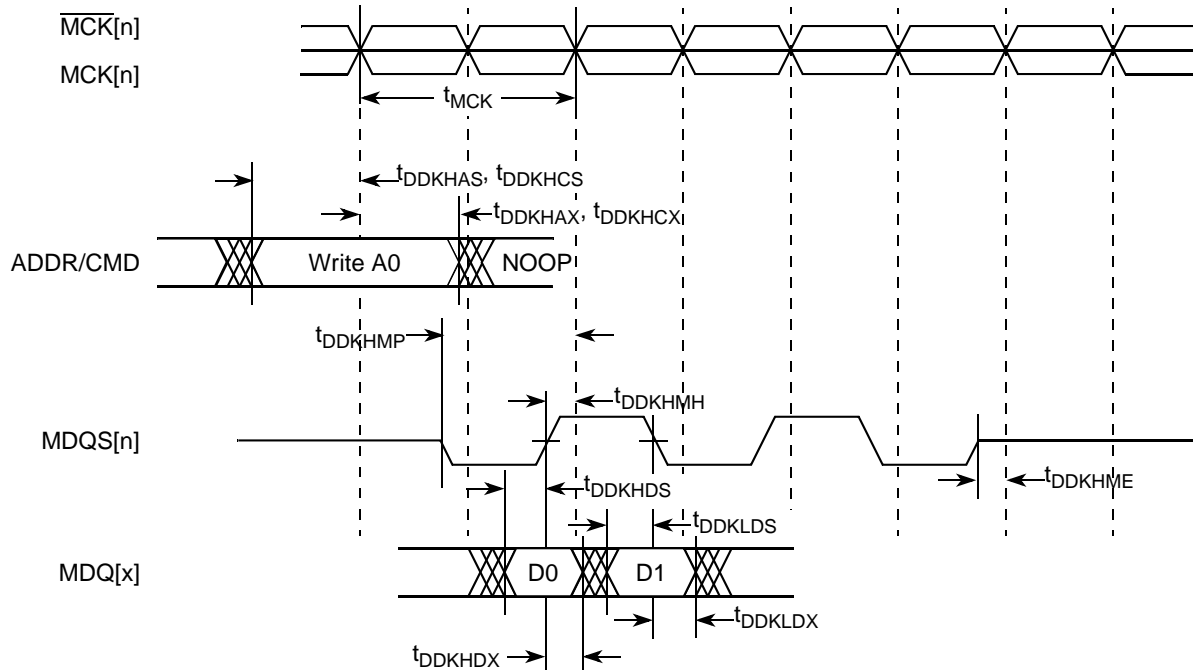 MCK[n]
MCK[n]
tMCK
tDDKHAS, tDDKHCS
tDDKHAX, tDDKHCX
ADDR/CMD
Write A0
NOOP
tDDKHMP
tDDKHMH
MDQS[n]
tDDKHME
tDDKHDS
tDDKLDS
MDQ[x]
D0
D1
tDDKLDX
tDDKHDX